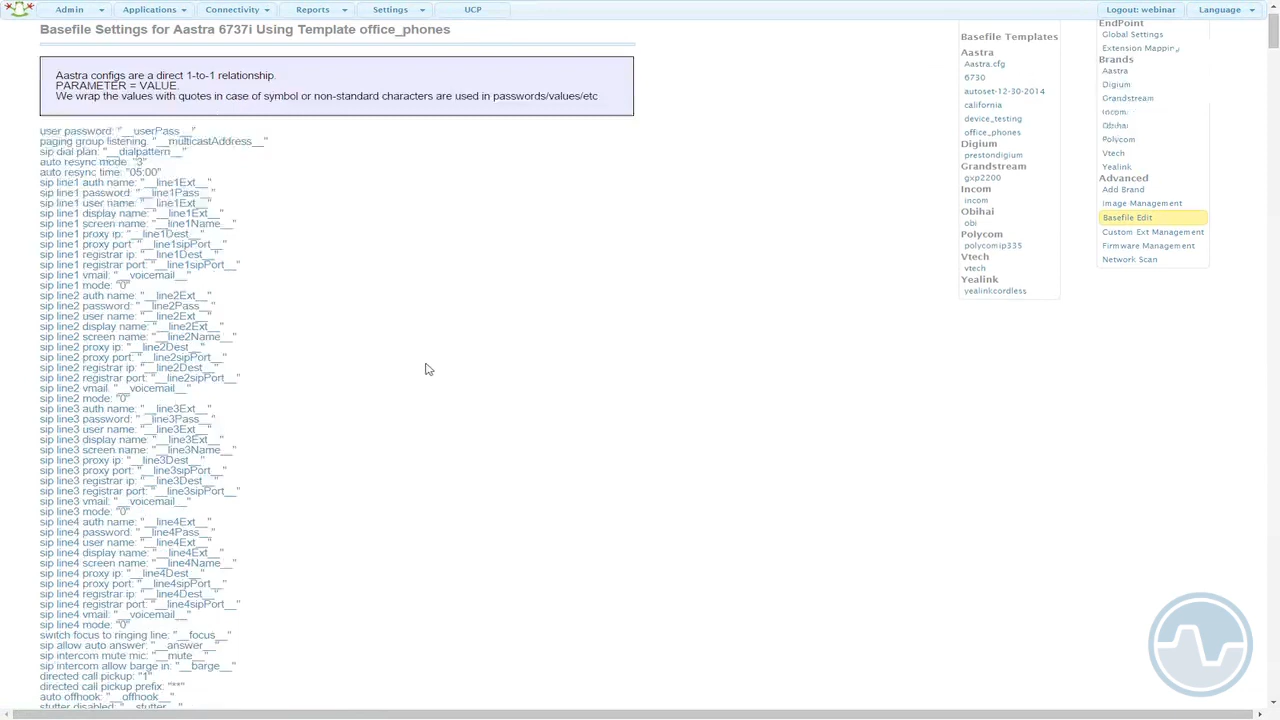 Admin
Applications
Connectivity
Reports
Settings
UCP
Logout: webinar
Language
Basefile Settings for Aastra 6737i Using Template office_phones
Aastra configs are a direct 1-to-1 relationship.
PARAMETER = VALUE.
We wrap the values with quotes in case of symbol or non-standard charecters are used in passwords/values/etc
user password: "__userPass__"
paging group listening: "__multicastAddress__"
sip dial plan: "__dialpattern__"
auto resync mode: "3"
auto resync time: "05:00"
sip line1 auth name: "__line1Ext__"
sip line1 password: "__line1Pass__"
sip line1 user name: "__line1Ext__"
sip line1 display name: "__line1Ext__"
sip line1 screen name: "__line1Name__"
sip line1 proxy ip: "__line1Dest__"
sip line1 proxy port: "__line1sipPort__"
sip line1 registrar ip: "__line1Dest__"
sip line1 registrar port: "__line1sipPort__"
sip line1 vmail: "__voicemail__"
sip line1 mode: "0"
sip line2 auth name: "__line2Ext__"
sip line2 password: "__line2Pass__"
sip line2 user name: "__line2Ext__"
sip line2 display name: "__line2Ext__"
sip line2 screen name: "__line2Name__"
sip line2 proxy ip: "__line2Dest__"
sip line2 proxy port: "__line2sipPort__"
sip line2 registrar ip: "__line2Dest__"
sip line2 registrar port: "__line2sipPort__"
sip line2 vmail: "__voicemail__"
sip line2 mode: "0"
sip line3 auth name: "__line3Ext__"
sip line3 password: "__line3Pass__"
sip line3 user name: "__line3Ext__"
sip line3 display name: "__line3Ext__"
sip line3 screen name: "__line3Name__"
sip line3 proxy ip: "__line3Dest__"
sip line3 proxy port: "__line3sipPort__"
sip line3 registrar ip: "__line3Dest__"
sip line3 registrar port: "__line3sipPort__"
sip line3 vmail: "__voicemail__"
sip line3 mode: "0"
sip line4 auth name: "__line4Ext__"
sip line4 password: "__line4Pass__"
sip line4 user name: "__line4Ext__"
sip line4 display name: "__line4Ext__"
sip line4 screen name: "__line4Name__"
sip line4 proxy ip: "__line4Dest__"
sip line4 proxy port: "__line4sipPort__"
sip line4 registrar ip: "__line4Dest__"
sip line4 registrar port: "__line4sipPort__"
sip line4 vmail: "__voicemail__"
sip line4 mode: "0"
switch focus to ringing line: "__focus__"
sip allow auto answer: "__answer__"
sip intercom mute mic: "__mute__"
sip intercom allow barge in: "__barge__"
directed call pickup: "1"
directed call pickup prefix: "**"
auto offhook: "__offhook__"
stutter disabled: "__stutter__"
Basefile Templates
Aastra
Aastra.cfg
6730
autoset-12-30-2014
california
device_testing
office_phones
Digium
prestondigium
Grandstream
gxp2200
Incom
incom
Obihai
obi
Polycom
polycomip335
Vtech
vtech
Yealink
yealinkcordless
EndPoint
Global Settings
Extension Mapping
Brands
Aastra
Digium
Grandstream
Incom
Obihai
Polycom
Vtech
Yealink
Advanced
Add Brand
Image Management
Basefile Edit
Custom Ext Management
Firmware Management
Network Scan